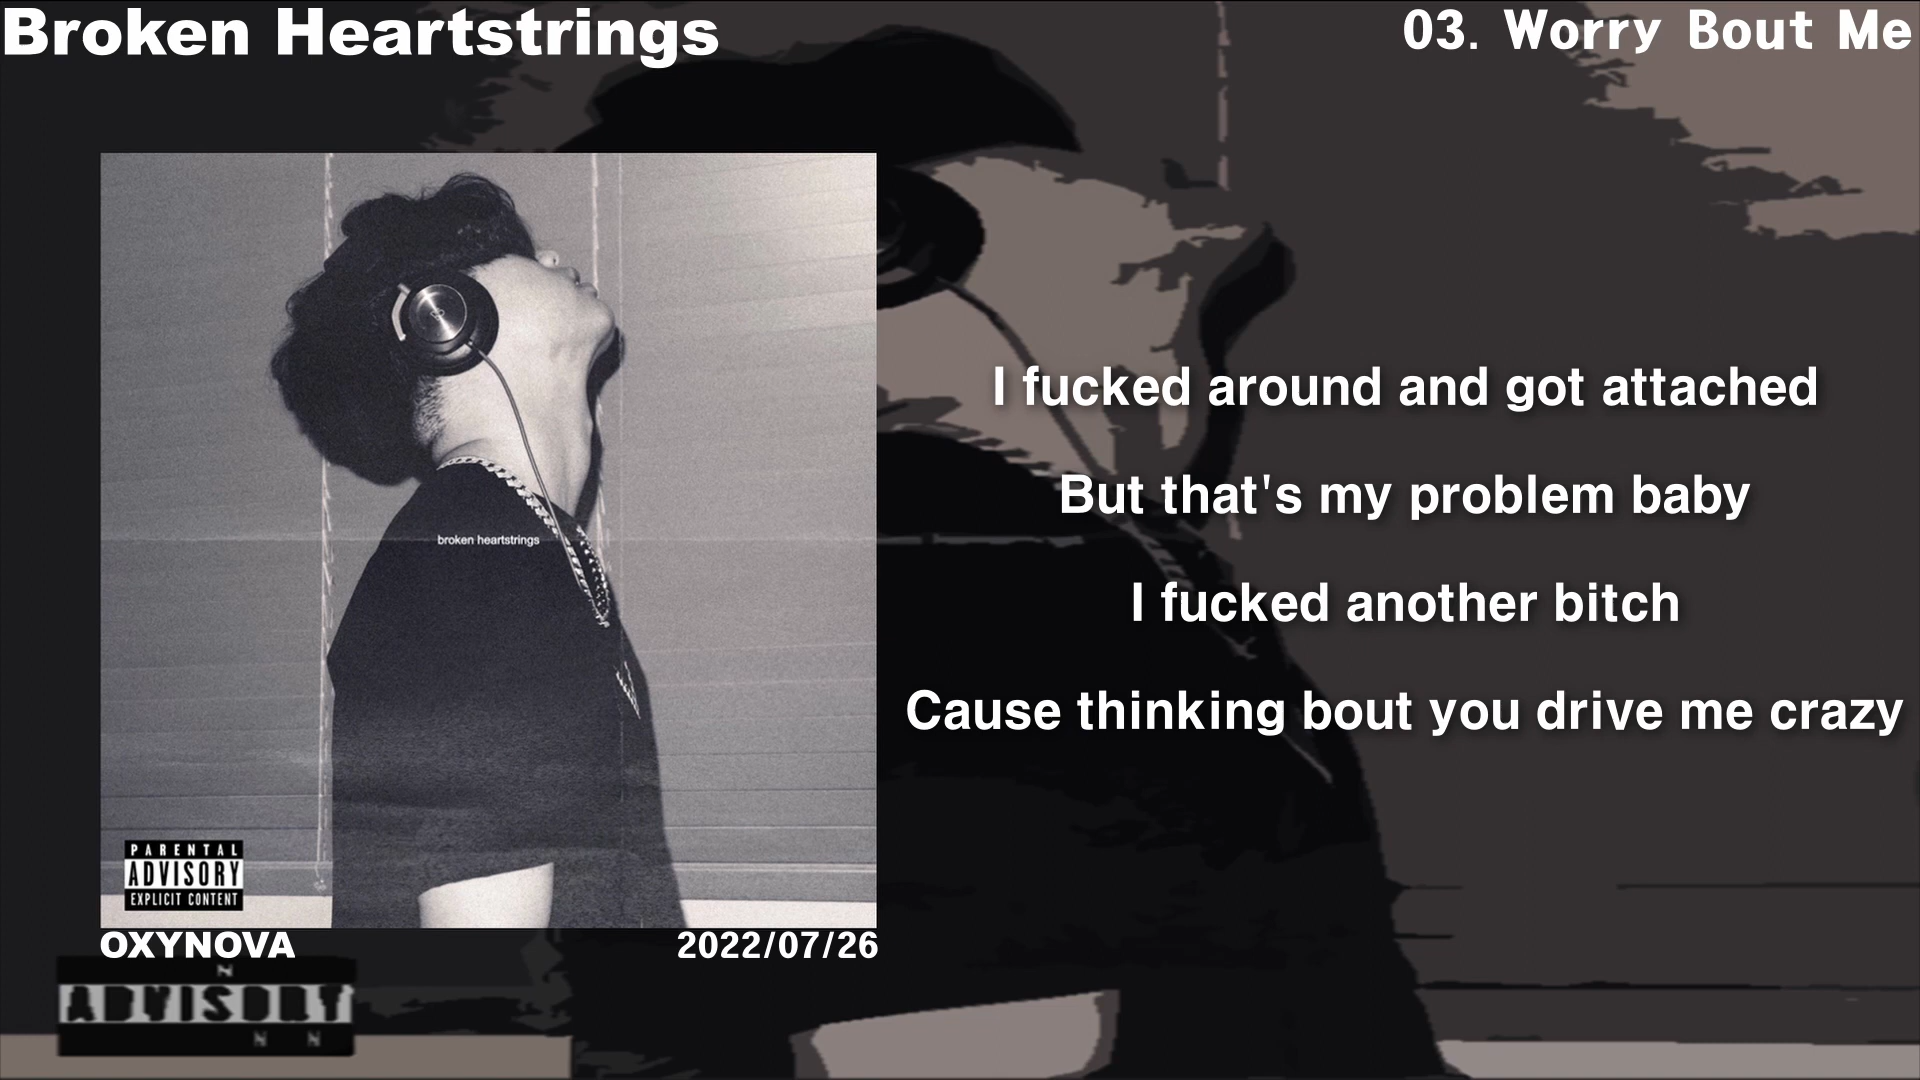 Broken Heartstrings
03. Worry Bout Me
broken heartstrings
I fucked around and got attached
But that's my problem baby
I fucked another bitch
Cause thinking bout you drive me crazy
PARENTAL
ADVISORY
EXPLICIT CONTENT
OXYNOVA
2022/07/26
ADVISORY